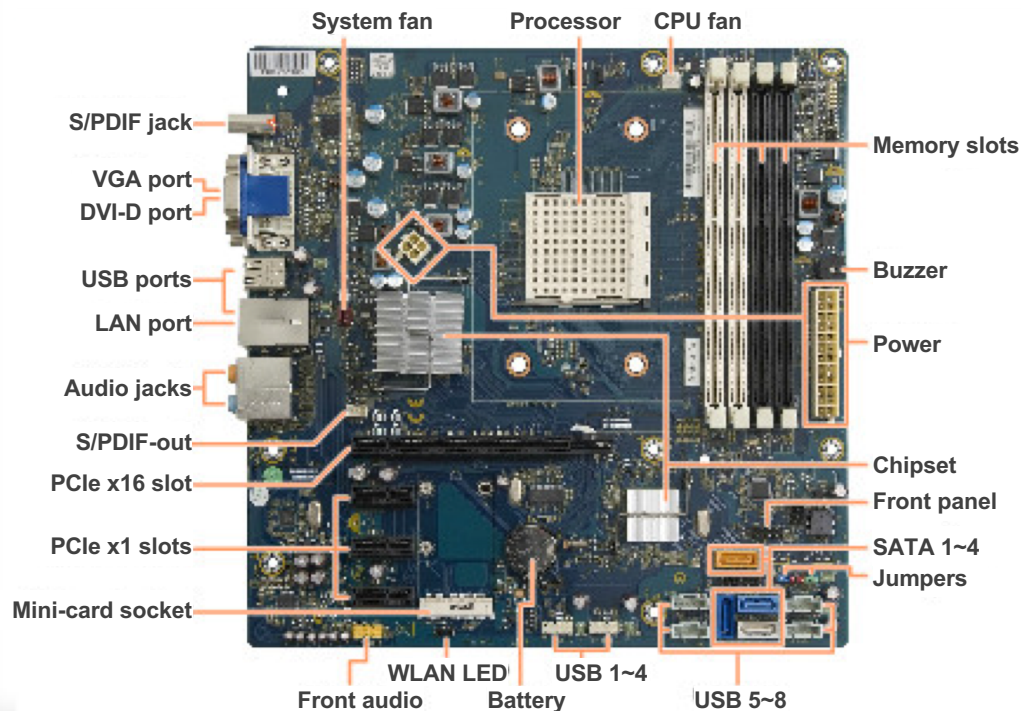 System fan
Processor
CPU fan
S/PDIF jack
Memory slots
VGA port
DVI-D port
Buzzer
USB ports
LAN port
Power
Audio jacks
S/PDIF-out
Chipset
PCIe x16 slot
Front panel
PCIe x1 slots
SATA 1~4
Jumpers
Mini-card socket
WLAN LED
USB 1~4
Front audio
Battery
USB 5~8